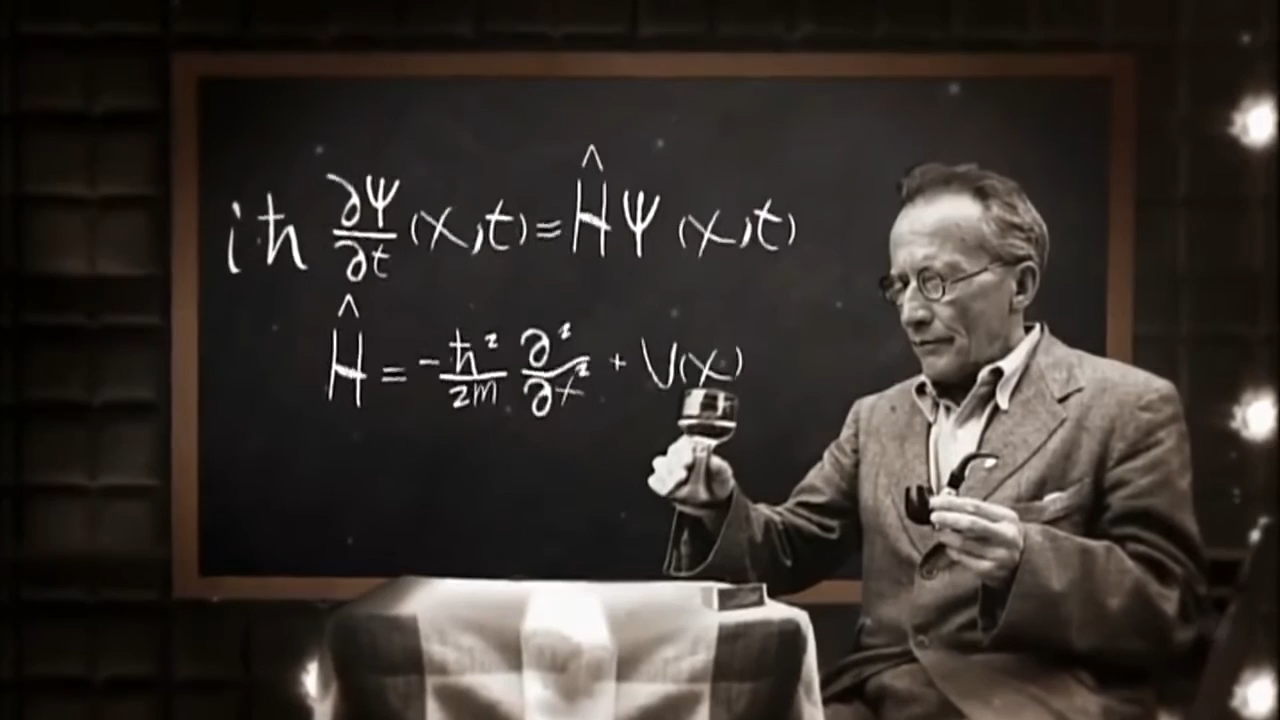 iħ ∂Ψ/∂t (x,t) = ĤΨ (x,t)
Ĥ = -ħ²/2m ∂²/∂x² + V(x)